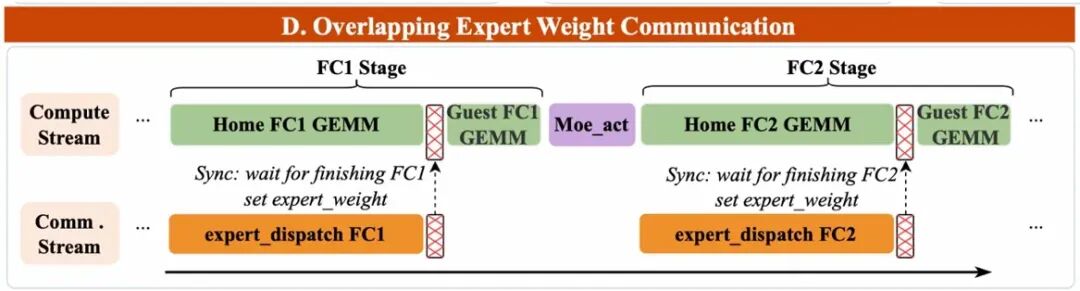 D. Overlapping Expert Weight Communication
FC1 Stage
FC2 Stage
Compute
Stream
...
Home FC1 GEMM
Guest FC1
GEMM
Moe_act
Home FC2 GEMM
Guest FC2
GEMM
...
Sync: wait for finishing FC1
set expert_weight
Sync: wait for finishing FC2
set expert_weight
Comm .
Stream
...
expert_dispatch FC1
expert_dispatch FC2
...